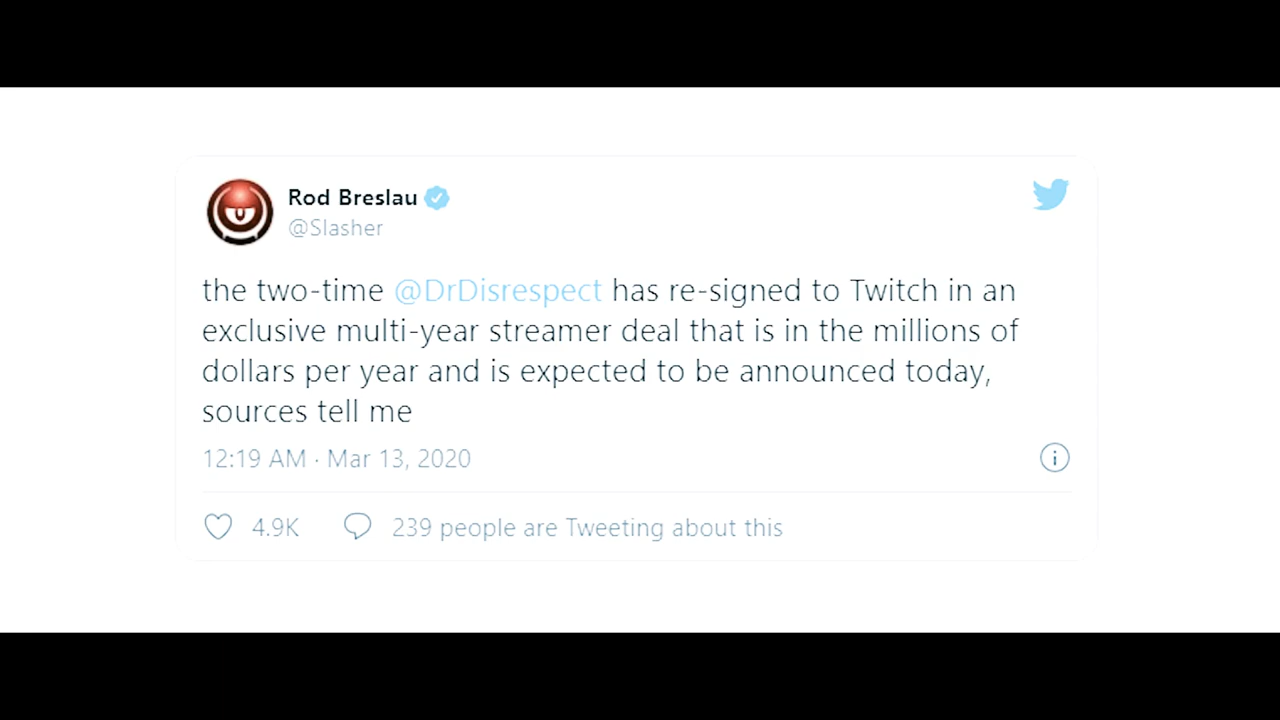 Rod Breslau
@Slasher
the two-time @DrDisrespect has re-signed to Twitch in an
exclusive multi-year streamer deal that is in the millions of
dollars per year and is expected to be announced today,
sources tell me
12:19 AM · Mar 13, 2020
4.9K 239 people are Tweeting about this